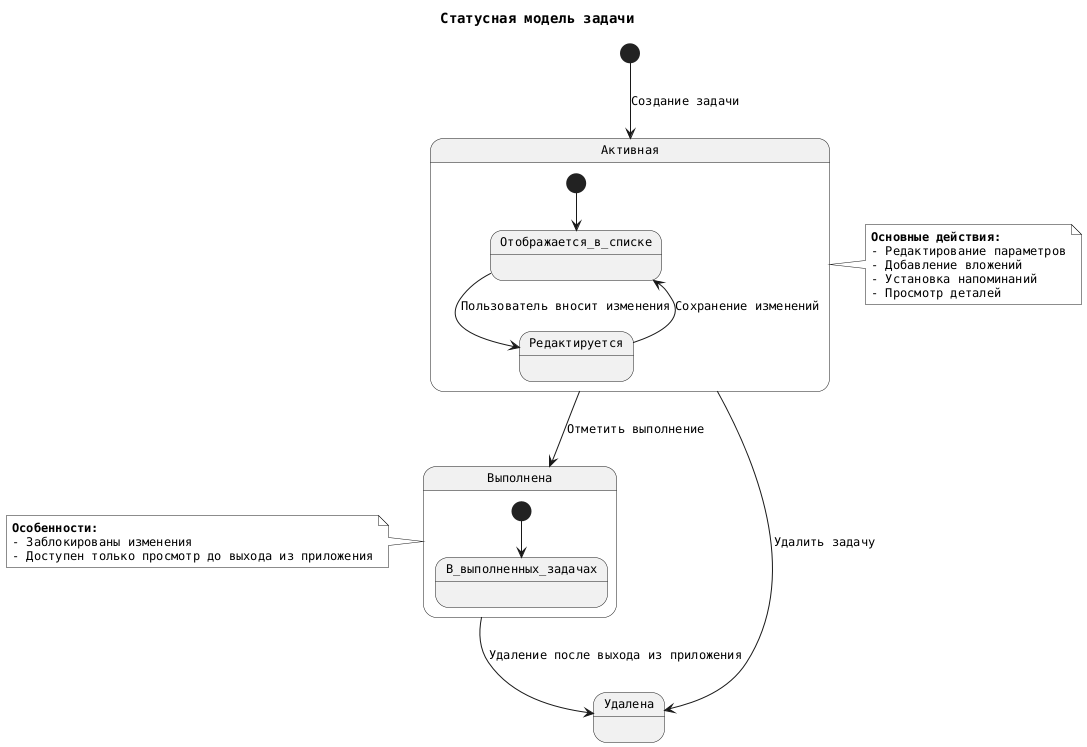 Статусная модель задачи
Создание задачи
Активная
Отображается_в_списке
Основные действия:
- Редактирование параметров
- Добавление вложений
- Установка напоминаний
- Просмотр деталей
Пользователь вносит изменения
Сохранение изменений
Редактируется
Отметить выполнение
Выполнена
Особенности:
- Заблокированы изменения
- Доступен только просмотр до выхода из приложения
В_выполненных_задачах
Удалить задачу
Удаление после выхода из приложения
Удалена